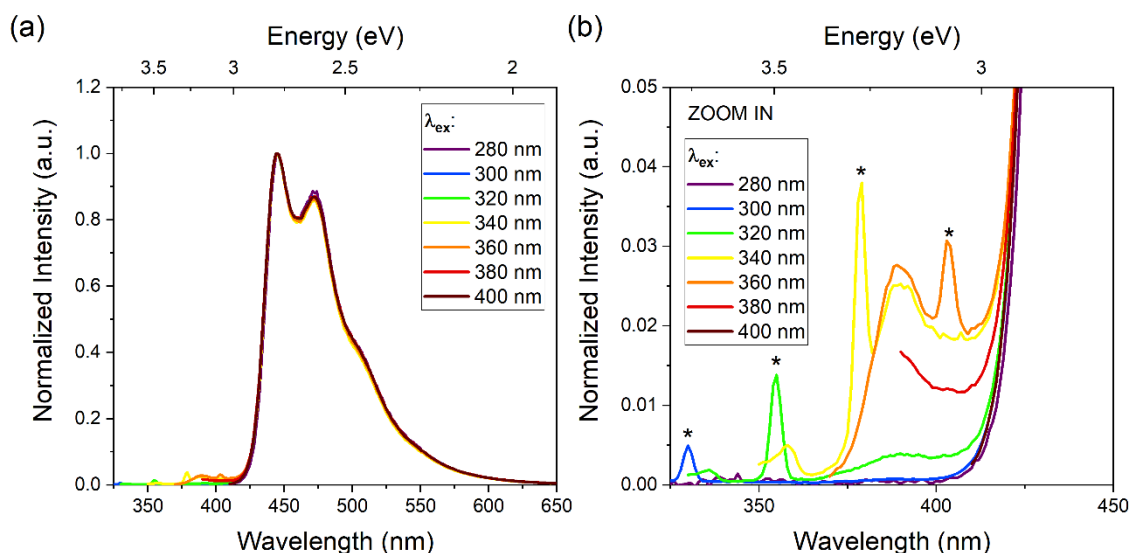 (a)
Energy (eV)
3.5 3 2.5 2
1.2
1.0
0.8
0.6
0.4
0.2
0.0
Normalized Intensity (a.u.)
λex:
280 nm
300 nm
320 nm
340 nm
360 nm
380 nm
400 nm
350 400 450 500 550 600 650
Wavelength (nm)
(b)
Energy (eV)
3.5 3
0.05
0.04
0.03
0.02
0.01
0.00
Normalized Intensity (a.u.)
ZOOM IN
λex:
280 nm
300 nm
320 nm
340 nm
360 nm
380 nm
400 nm
*
*
*
*
350 400 450
Wavelength (nm)